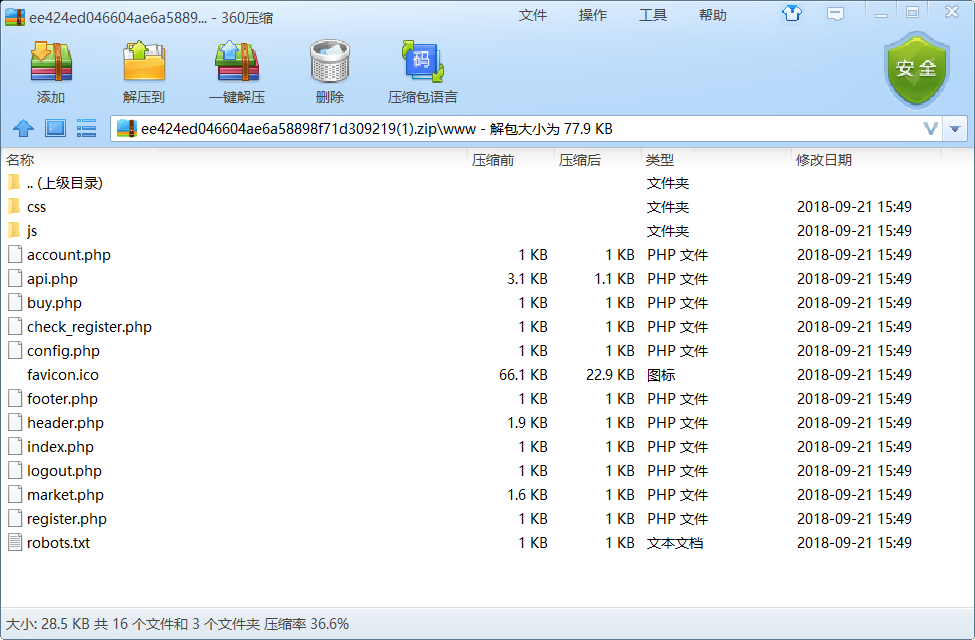 ee424ed046604ae6a5889... - 360压缩
文件 操作 工具 帮助
添加 解压到 一键解压 删除 压缩包语言
码
安全
ee424ed046604ae6a58898f71d309219(1).zip\www - 解包大小为 77.9 KB
名称 压缩前 压缩后 类型 修改日期
.. (上级目录) 文件夹
css 文件夹 2018-09-21 15:49
js 文件夹 2018-09-21 15:49
account.php 1 KB 1 KB PHP 文件 2018-09-21 15:49
api.php 3.1 KB 1.1 KB PHP 文件 2018-09-21 15:49
buy.php 1 KB 1 KB PHP 文件 2018-09-21 15:49
check_register.php 1 KB 1 KB PHP 文件 2018-09-21 15:49
config.php 1 KB 1 KB PHP 文件 2018-09-21 15:49
favicon.ico 66.1 KB 22.9 KB 图标 2018-09-21 15:49
footer.php 1 KB 1 KB PHP 文件 2018-09-21 15:49
header.php 1.9 KB 1 KB PHP 文件 2018-09-21 15:49
index.php 1 KB 1 KB PHP 文件 2018-09-21 15:49
logout.php 1 KB 1 KB PHP 文件 2018-09-21 15:49
market.php 1.6 KB 1 KB PHP 文件 2018-09-21 15:49
register.php 1 KB 1 KB PHP 文件 2018-09-21 15:49
robots.txt 1 KB 1 KB 文本文档 2018-09-21 15:49
大小: 28.5 KB 共 16 个文件和 3 个文件夹 压缩率 36.6%